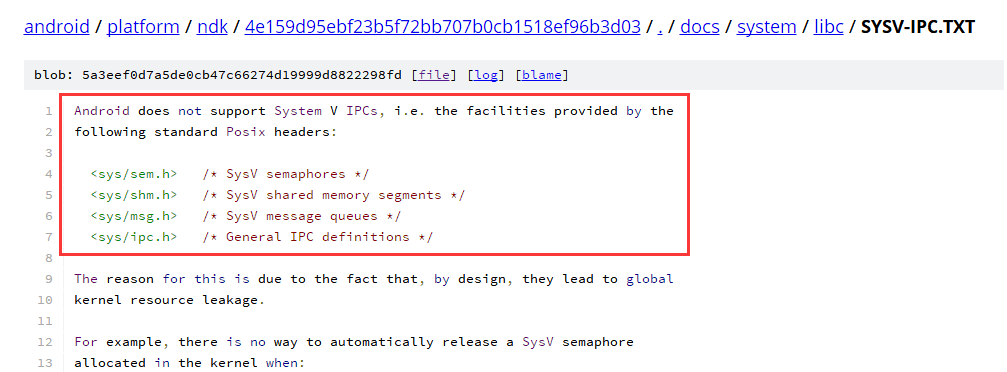 android / platform / ndk / 4e159d95ebf23b5f72bb707b0cb1518ef96b3d03 / . / docs / system / libc / SYSV-IPC.TXT
blob: 5a3eef0d7a5de0cb47c66274d19999d8822298fd [file] [log] [blame]
1 Android does not support System V IPCs, i.e. the facilities provided by the
2 following standard Posix headers:
3
4 <sys/sem.h> /* SysV semaphores */
5 <sys/shm.h> /* SysV shared memory segments */
6 <sys/msg.h> /* SysV message queues */
7 <sys/ipc.h> /* General IPC definitions */
8
9 The reason for this is due to the fact that, by design, they lead to global
10 kernel resource leakage.
11
12 For example, there is no way to automatically release a SysV semaphore
13 allocated in the kernel when: